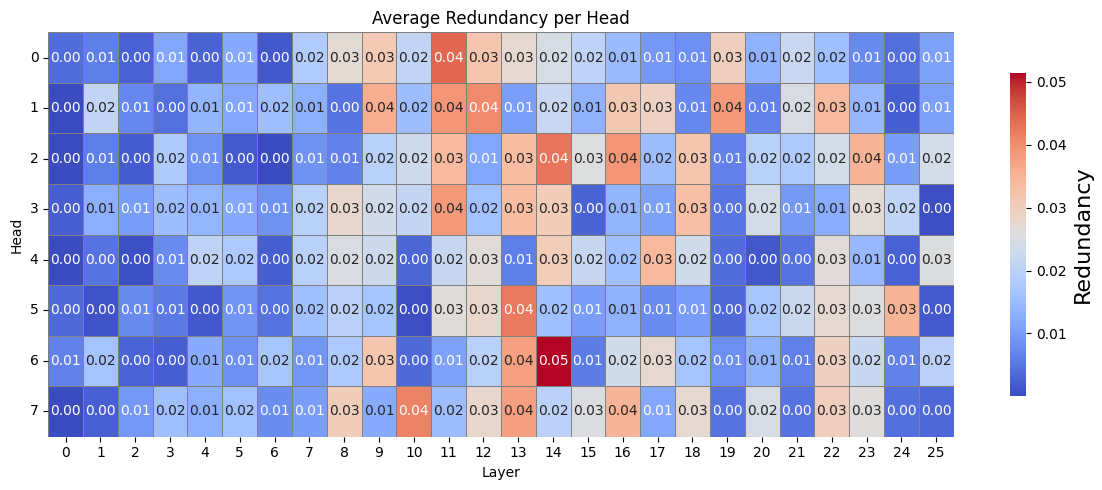 Average Redundancy per Head
0 0.00 0.01 0.00 0.01 0.00 0.01 0.00 0.02 0.03 0.03 0.02 0.04 0.03 0.03 0.02 0.02 0.01 0.01 0.01 0.03 0.01 0.02 0.02 0.01 0.00 0.01
1 0.00 0.02 0.01 0.00 0.01 0.01 0.02 0.01 0.00 0.04 0.02 0.04 0.04 0.01 0.02 0.01 0.03 0.03 0.01 0.04 0.01 0.02 0.03 0.01 0.00 0.01
2 0.00 0.01 0.00 0.02 0.01 0.00 0.00 0.01 0.01 0.02 0.02 0.03 0.01 0.03 0.04 0.03 0.04 0.02 0.03 0.01 0.02 0.02 0.02 0.04 0.01 0.02
3 0.00 0.01 0.01 0.02 0.01 0.01 0.01 0.02 0.03 0.02 0.02 0.04 0.02 0.03 0.03 0.00 0.01 0.01 0.03 0.00 0.02 0.01 0.01 0.03 0.02 0.00
4 0.00 0.00 0.00 0.01 0.02 0.02 0.00 0.02 0.02 0.02 0.00 0.02 0.03 0.01 0.03 0.02 0.02 0.03 0.02 0.00 0.00 0.00 0.03 0.01 0.00 0.03
5 0.00 0.00 0.01 0.01 0.00 0.01 0.01 0.02 0.02 0.02 0.00 0.03 0.03 0.04 0.02 0.01 0.01 0.01 0.01 0.00 0.02 0.02 0.03 0.03 0.03 0.00
6 0.01 0.02 0.00 0.00 0.01 0.01 0.02 0.01 0.02 0.03 0.00 0.01 0.02 0.04 0.05 0.01 0.02 0.03 0.02 0.01 0.01 0.01 0.03 0.02 0.01 0.02
7 0.00 0.00 0.01 0.02 0.01 0.02 0.01 0.01 0.03 0.01 0.04 0.02 0.03 0.04 0.02 0.03 0.04 0.01 0.03 0.00 0.02 0.00 0.03 0.03 0.00 0.00
0 1 2 3 4 5 6 7 8 9 10 11 12 13 14 15 16 17 18 19 20 21 22 23 24 25
Head
Layer
0.05
0.04
0.03
0.02
0.01
Redundancy